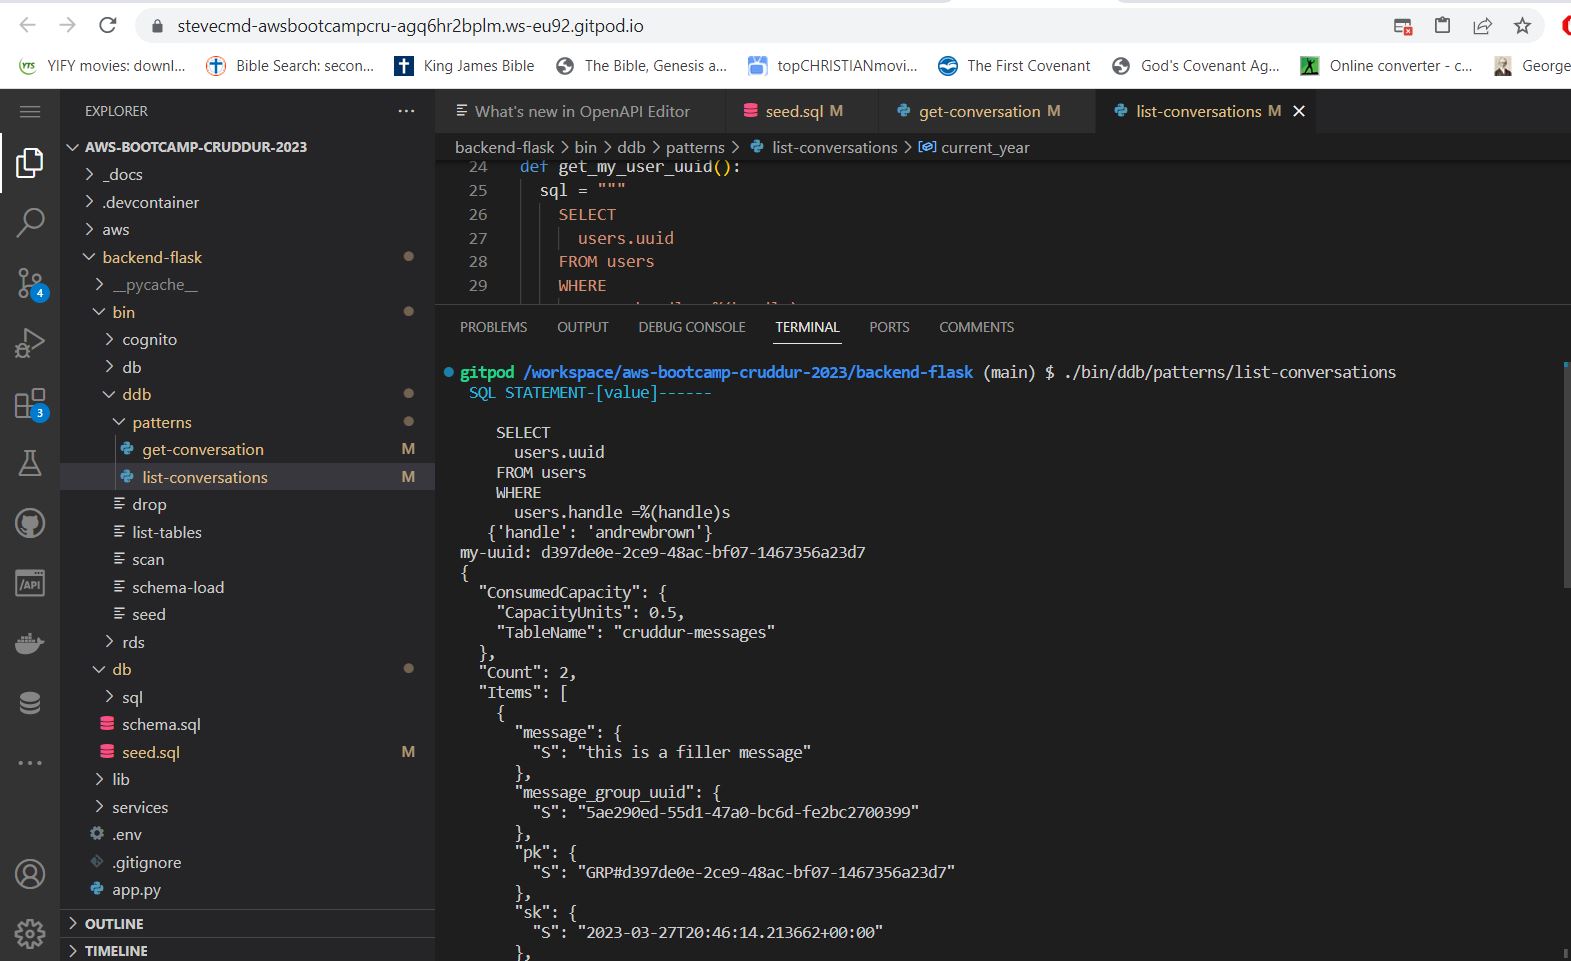 stevecmd-awsbootcampcru-agq6hr2bplm.ws-eu92.gitpod.io
YTS YIFY movies: downl... Bible Search: secon... King James Bible The Bible, Genesis a... topCHRISTIANmovi... The First Covenant God's Covenant Ag... Online converter - c... George
EXPLORER
What's new in OpenAPI Editor seed.sql M get-conversation M list-conversations M
AWS-BOOTCAMP-CRUDDUR-2023
_docs
.devcontainer
aws
backend-flask
__pycache__
bin
cognito
db
ddb
patterns
get-conversation M
list-conversations M
drop
list-tables
scan
schema-load
seed
rds
db
sql
schema.sql
seed.sql M
lib
services
.env
.gitignore
app.py
OUTLINE
TIMELINE
4
3
/API
backend-flask > bin > ddb > patterns > list-conversations > current_year
24 def get_my_user_uuid():
25 sql = """
26 SELECT
27 users.uuid
28 FROM users
29 WHERE
PROBLEMS OUTPUT DEBUG CONSOLE TERMINAL PORTS COMMENTS
gitpod /workspace/aws-bootcamp-cruddur-2023/backend-flask (main) $ ./bin/ddb/patterns/list-conversations
SQL STATEMENT-[value]------
SELECT
users.uuid
FROM users
WHERE
users.handle =%(handle)s
{'handle': 'andrewbrown'}
my-uuid: d397de0e-2ce9-48ac-bf07-1467356a23d7
{
"ConsumedCapacity": {
"CapacityUnits": 0.5,
"TableName": "cruddur-messages"
},
"Count": 2,
"Items": [
{
"message": {
"S": "this is a filler message"
},
"message_group_uuid": {
"S": "5ae290ed-55d1-47a0-bc6d-fe2bc2700399"
},
"pk": {
"S": "GRP#d397de0e-2ce9-48ac-bf07-1467356a23d7"
},
"sk": {
"S": "2023-03-27T20:46:14.213662+00:00"
},